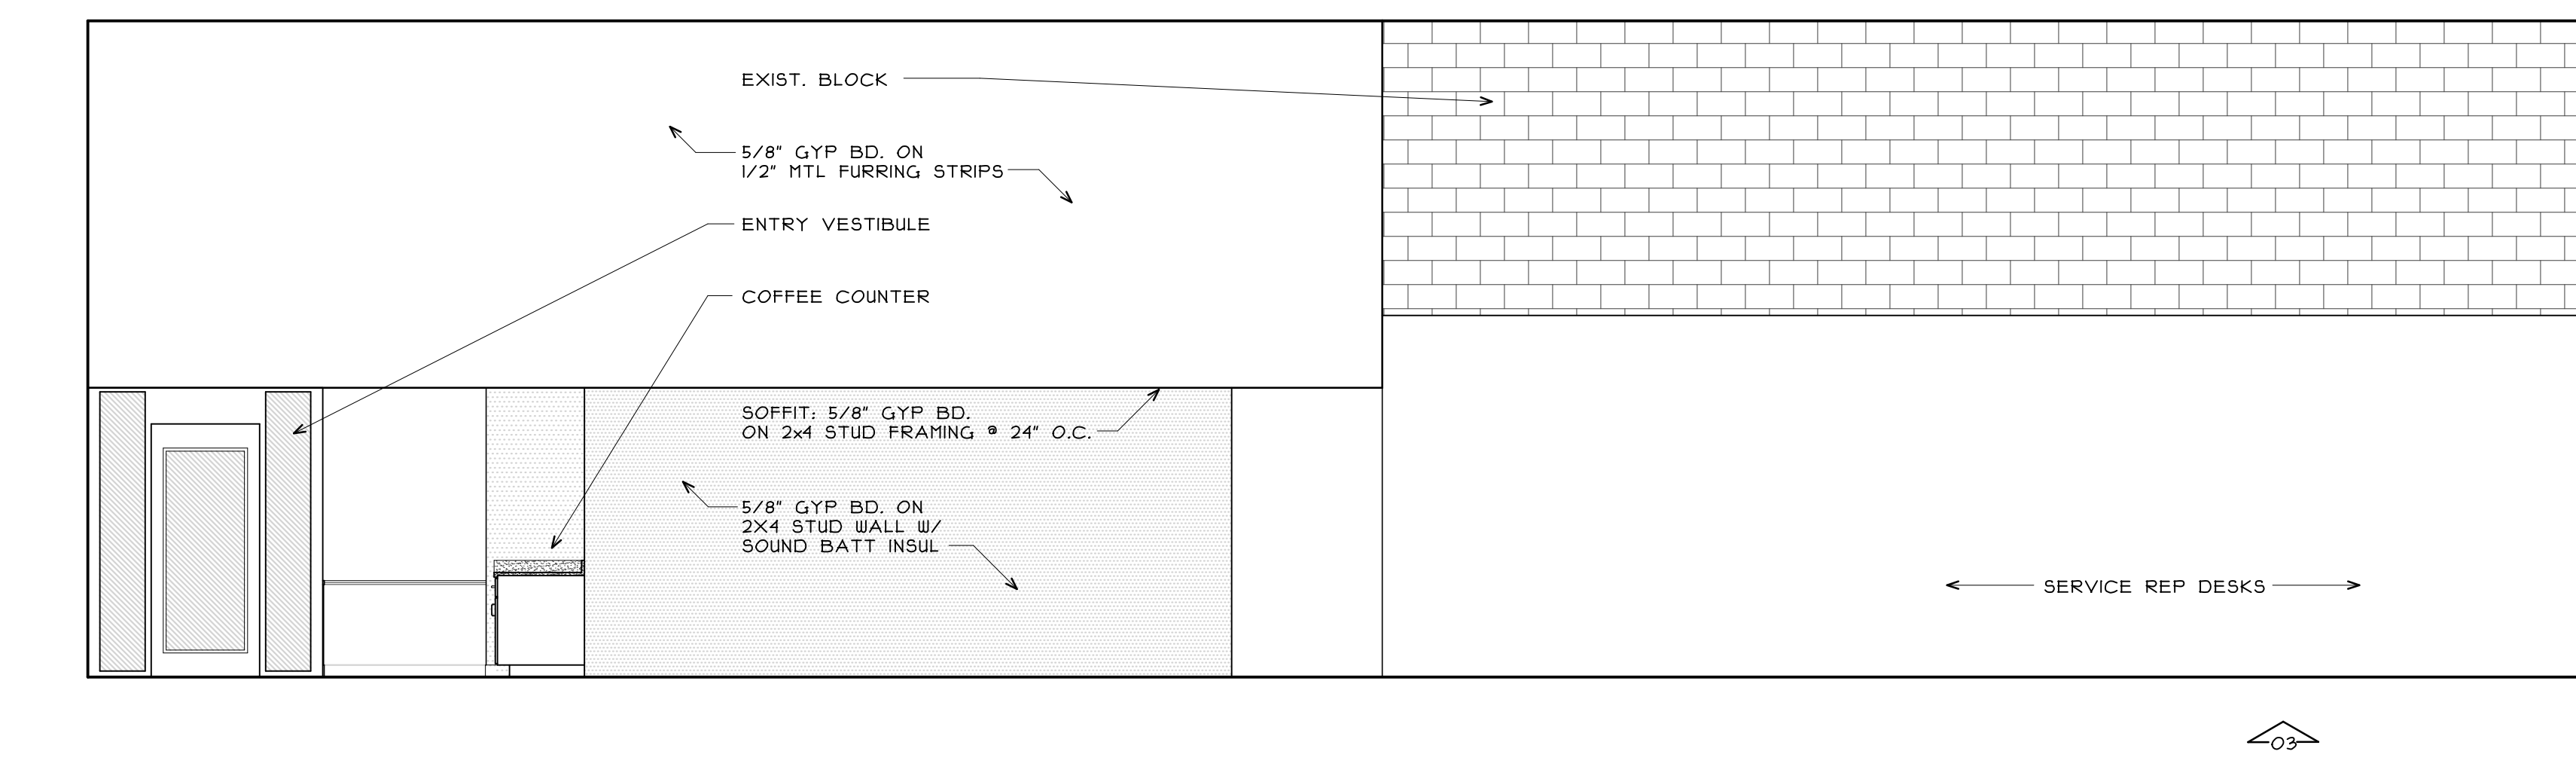 EXIST. BLOCK
5/8" GYP BD. ON
1/2" MTL FURRING STRIPS
ENTRY VESTIBULE
COFFEE COUNTER
SOFFIT: 5/8" GYP BD.
ON 2x4 STUD FRAMING @ 24" O.C.
5/8" GYP BD. ON
2X4 STUD WALL W/
SOUND BATT INSUL
SERVICE REP DESKS
03